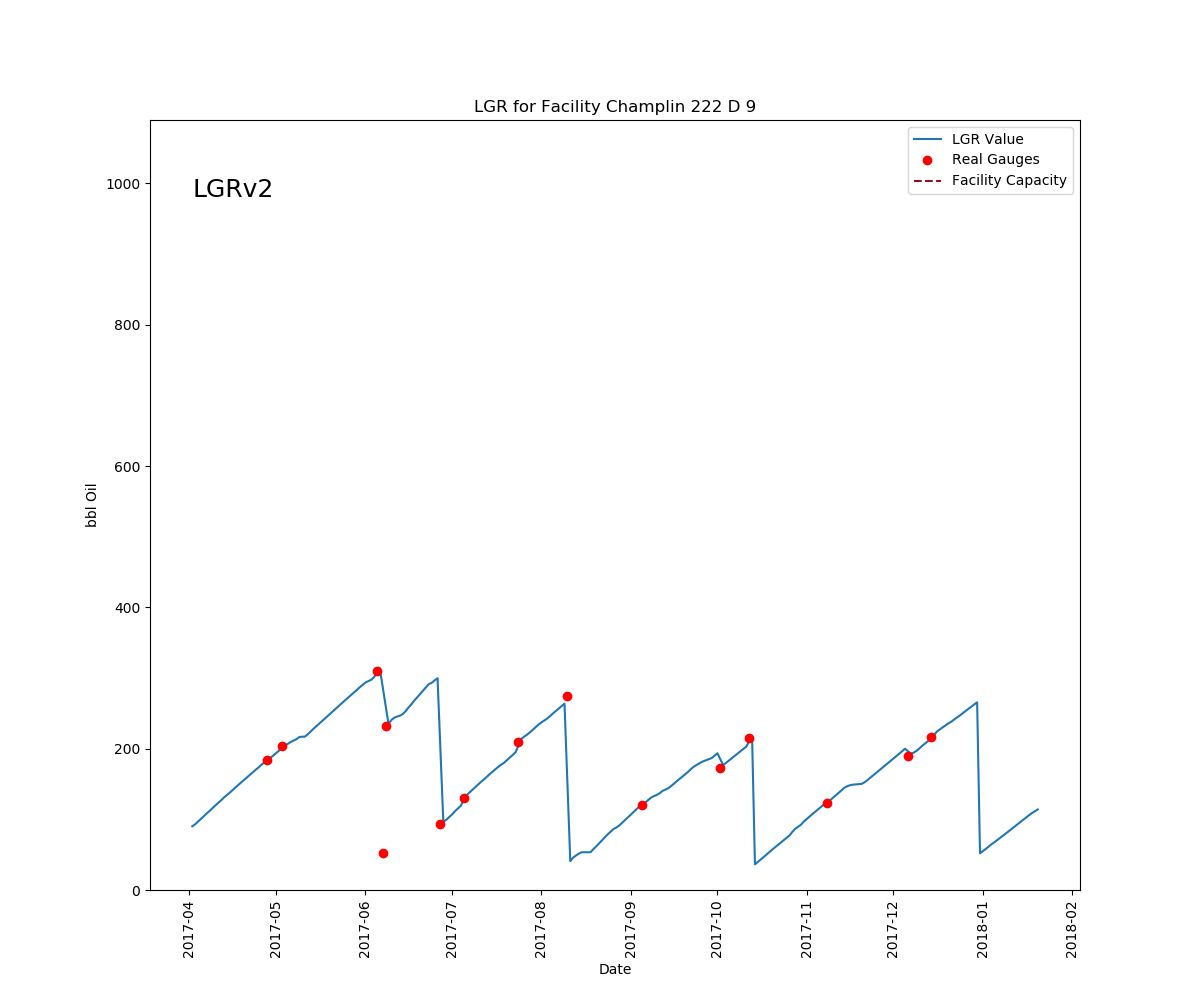 LGR for Facility Champlin 222 D 9
LGRv2
LGR Value
Real Gauges
Facility Capacity
1000
800
600
400
200
0
bbl Oil
2017-04
2017-05
2017-06
2017-07
2017-08
2017-09
2017-10
2017-11
2017-12
2018-01
2018-02
Date